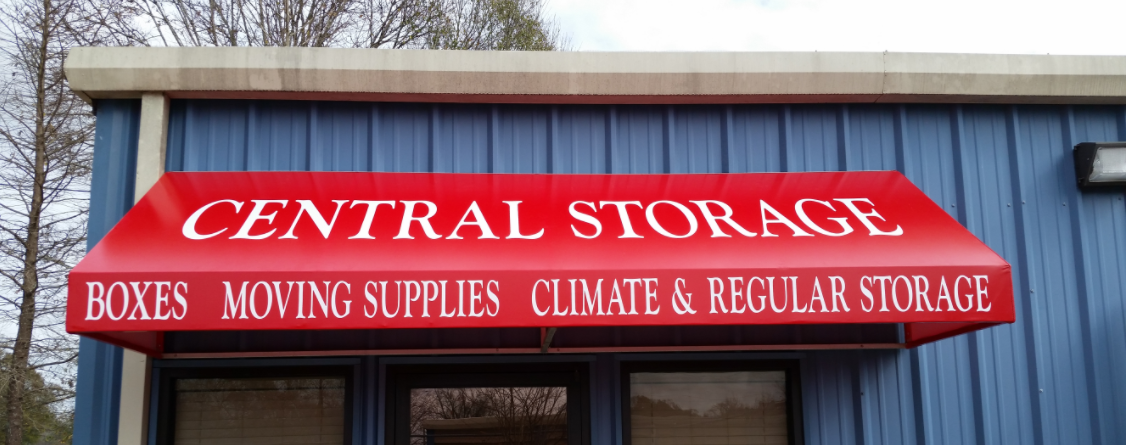 CENTRAL STORAGE
BOXES MOVING SUPPLIES CLIMATE & REGULAR STORAGE